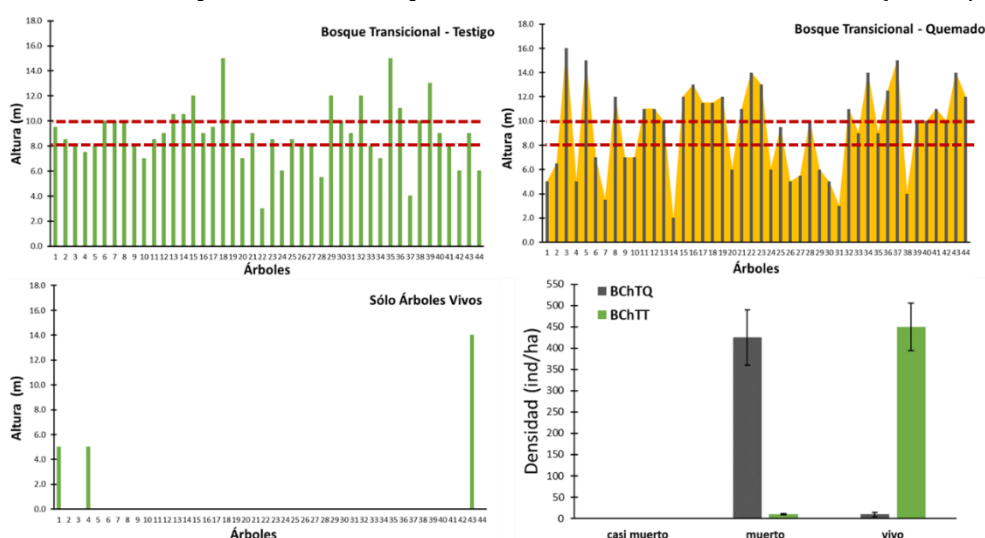 Bosque Transicional - Testigo
Altura (m)
18.0
16.0
14.0
12.0
10.0
8.0
6.0
4.0
2.0
0.0
1 2 3 4 5 6 7 8 9 10 11 12 13 14 15 16 17 18 19 20 21 22 23 24 25 26 27 28 29 30 31 32 33 34 35 36 37 38 39 40 41 42 43 44
Árboles
Bosque Transicional - Quemado
Altura (m)
18.0
16.0
14.0
12.0
10.0
8.0
6.0
4.0
2.0
0.0
1 2 3 4 5 6 7 8 9 10 11 12 13 14 15 16 17 18 19 20 21 22 23 24 25 26 27 28 29 30 31 32 33 34 35 36 37 38 39 40 41 42 43 44
Árboles
Sólo Árboles Vivos
Altura (m)
18.0
16.0
14.0
12.0
10.0
8.0
6.0
4.0
2.0
0.0
1 2 3 4 5 6 7 8 9 10 11 12 13 14 15 16 17 18 19 20 21 22 23 24 25 26 27 28 29 30 31 32 33 34 35 36 37 38 39 40 41 42 43 44
Árboles
BChTQ
BChTT
Densidad (ind/ha)
550
500
450
400
350
300
250
200
150
100
50
0
casi muerto muerto vivo